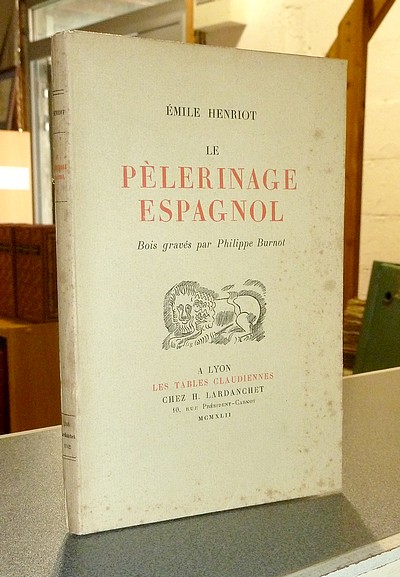 ÉMILE HENRIOT
LE
PÈLERINAGE
ESPAGNOL
Bois gravés par Philippe Burnot
A LYON
LES TABLES CLAUDIENNES
CHEZ H. LARDANCHET
10, RUE PRÉSIDENT-CARNOT
MCMXLII